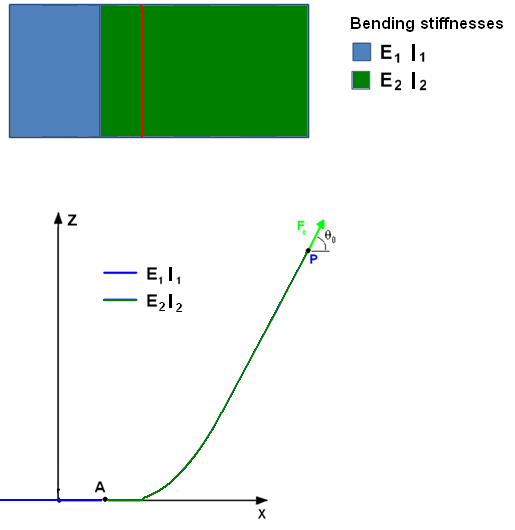 Bending stiffnesses
E₁ I₁
E₂ I₂
Z
F₀
θ₀
P
E₁ I₁
E₂ I₂
A
X